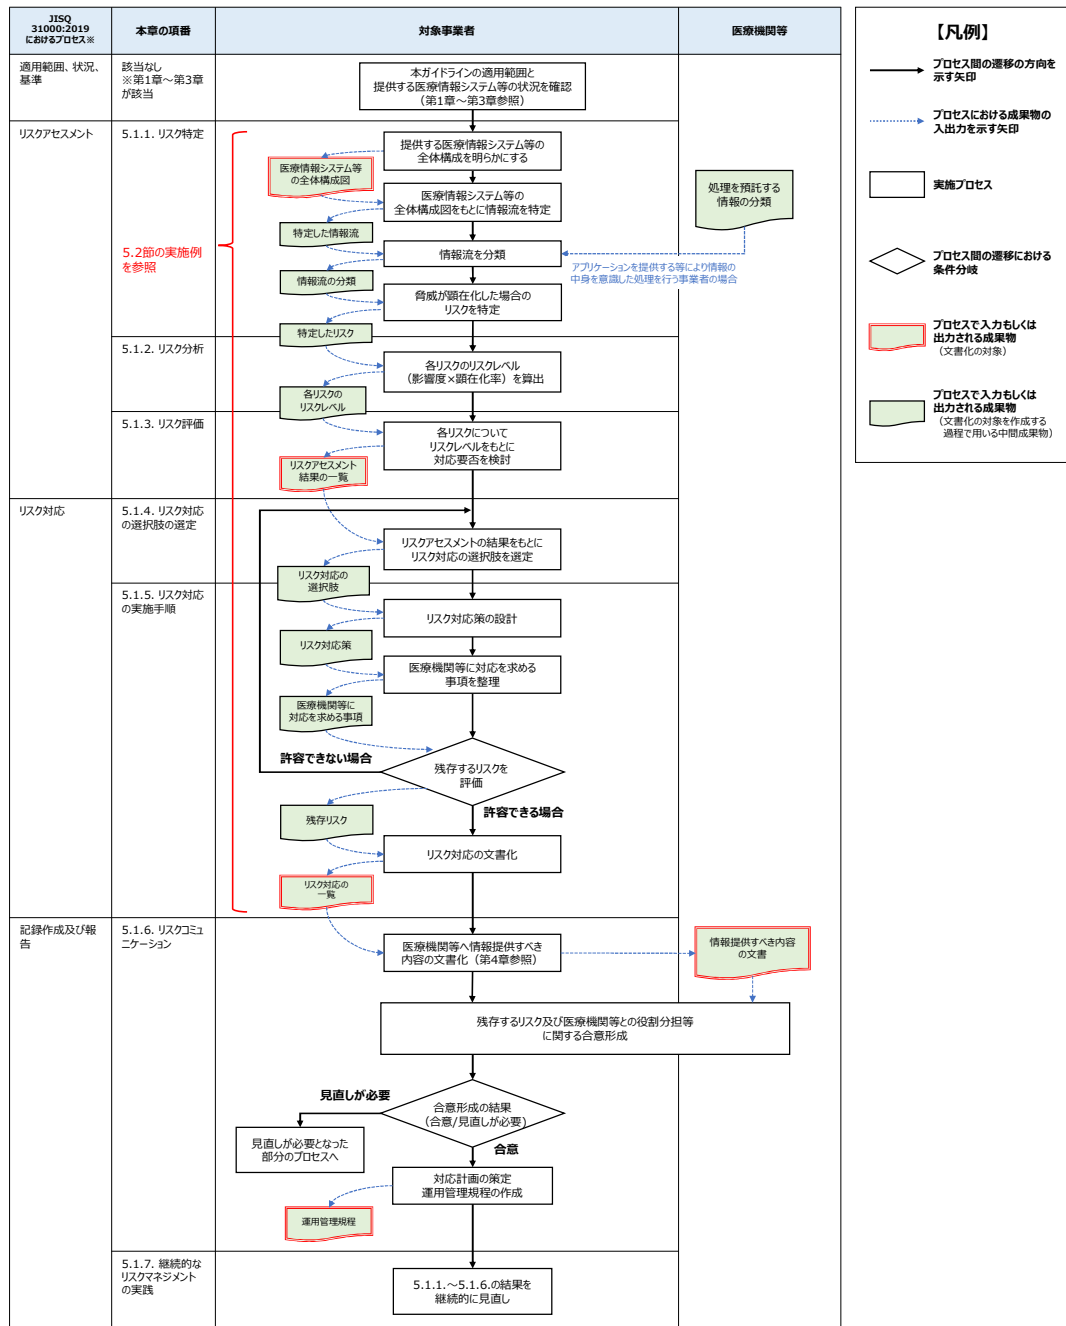 JISQ
31000:2019
におけるプロセス※
本章の項番
対象事業者
医療機関等
適用範囲、状況、
基準
該当なし
※第1章～第3章
が該当
本ガイドラインの適用範囲と
提供する医療情報システム等の状況を確認
（第1章～第3章参照）
リスクアセスメント
5.1.1. リスク特定
提供する医療情報システム等の
全体構成を明らかにする
医療情報システム等
の全体構成図
医療情報システム等の
全体構成図をもとに情報流を特定
処理を預託する
情報の分類
特定した情報流
5.2節の実施例
を参照
情報流を分類
アプリケーションを提供する等により情報の
中身を意識した処理を行う事業者の場合
情報流の分類
脅威が顕在化した場合の
リスクを特定
特定したリスク
5.1.2. リスク分析
各リスクのリスクレベル
（影響度×顕在化率）を算出
各リスクの
リスクレベル
5.1.3. リスク評価
各リスクについて
リスクレベルをもとに
対応要否を検討
リスクアセスメント
結果の一覧
リスク対応
5.1.4. リスク対応
の選択肢の選定
リスクアセスメントの結果をもとに
リスク対応の選択肢を選定
リスク対応の
選択肢
5.1.5. リスク対応
の実施手順
リスク対応策の設計
リスク対応策
医療機関等に対応を求める
事項を整理
医療機関等に
対応を求める事項
許容できない場合
残存するリスクを
評価
許容できる場合
残存リスク
リスク対応の文書化
リスク対応の
一覧
記録作成及び報
告
5.1.6. リスクコミュ
ニケーション
医療機関等へ情報提供すべき
内容の文書化（第4章参照）
情報提供すべき内容
の文書
残存するリスク及び医療機関等との役割分担等
に関する合意形成
見直しが必要
合意形成の結果
（合意/見直しが必要）
見直しが必要となった
部分のプロセスへ
合意
対応計画の策定
運用管理規程の作成
運用管理規程
5.1.7. 継続的な
リスクマネジメント
の実践
5.1.1.～5.1.6.の結果を
継続的に見直し
【凡例】
プロセス間の遷移の方向を
示す矢印
プロセスにおける成果物の
入出力を示す矢印
実施プロセス
プロセス間の遷移における
条件分岐
プロセスで入力もしくは
出力される成果物
（文書化の対象）
プロセスで入力もしくは
出力される成果物
（文書化の対象を作成する
過程で用いる中間成果物）